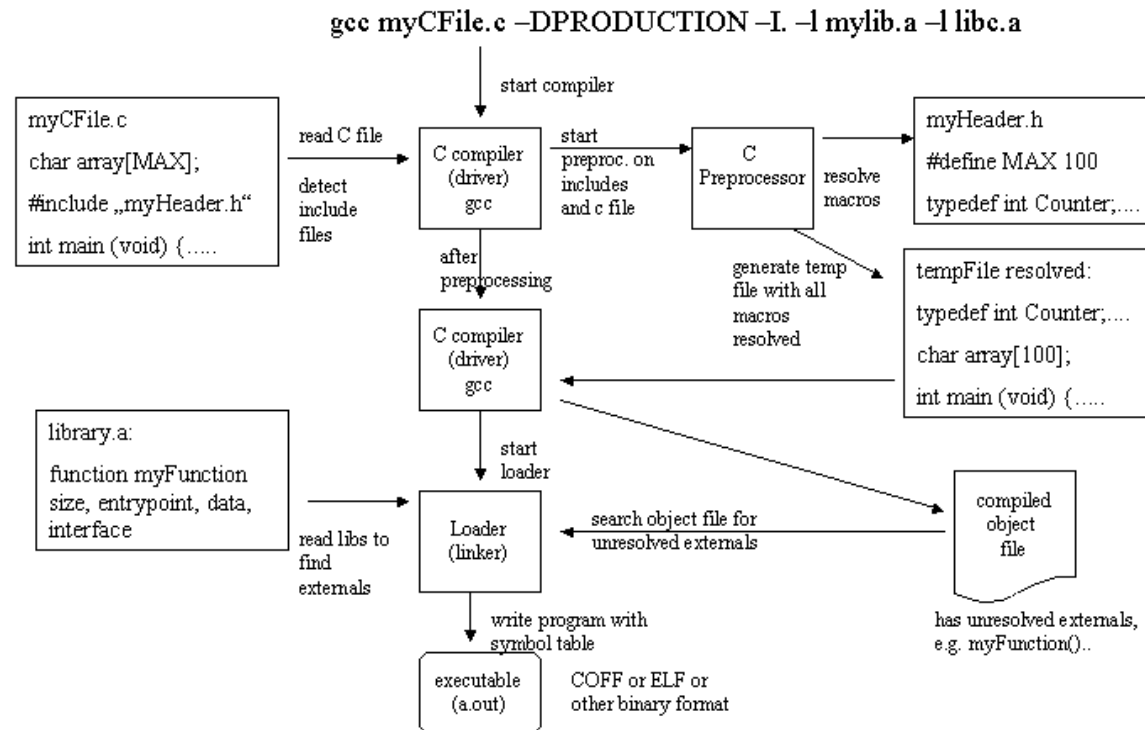 gcc myCFile.c –DPRODUCTION –I. –l mylib.a –l libc.a
start compiler
myCFile.c
char array[MAX];
#include „myHeader.h“
int main (void) {.....
read C file
detect
include
files
C compiler
(driver)
gcc
start
preproc. on
includes
and c file
C
Preprocessor
resolve
macros
myHeader.h
#define MAX 100
typedef int Counter;....
after
preprocessing
generate temp
file with all
macros
resolved
tempFile resolved:
typedef int Counter;....
char array[100];
int main (void) {.....
C compiler
(driver)
gcc
library.a:
function myFunction
size, entrypoint, data,
interface
start
loader
read libs to
find
externals
Loader
(linker)
search object file for
unresolved externals
compiled
object
file
has unresolved externals,
e.g. myFunction()..
write program with
symbol table
executable
(a.out)
COFF or ELF or
other binary format